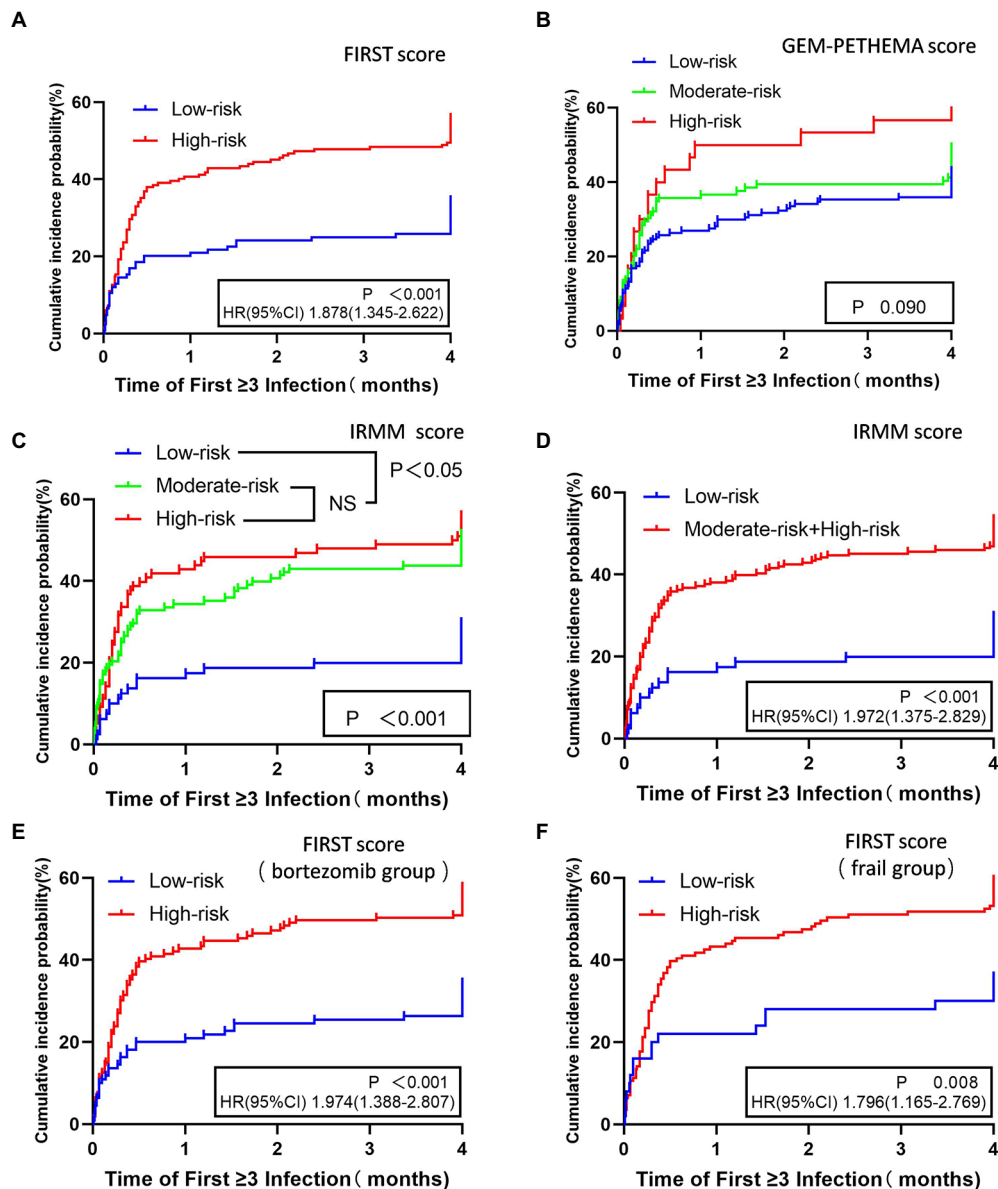 A
FIRST score
Low-risk
High-risk
Cumulative incidence probability(%)
60
40
20
0
P <0.001
HR(95%CI) 1.878(1.345-2.622)
0 1 2 3 4
Time of First ≥3 Infection( months)
B
GEM-PETHEMA score
Low-risk
Moderate-risk
High-risk
Cumulative incidence probability(%)
60
40
20
0
P 0.090
0 1 2 3 4
Time of First ≥3 Infection( months)
C
IRMM score
Low-risk
Moderate-risk
High-risk
NS
P<0.05
Cumulative incidence probability(%)
60
40
20
0
P <0.001
0 1 2 3 4
Time of First ≥3 Infection( months)
D
IRMM score
Low-risk
Moderate-risk+High-risk
Cumulative incidence probability(%)
60
40
20
0
P <0.001
HR(95%CI) 1.972(1.375-2.829)
0 1 2 3 4
Time of First ≥3 Infection( months)
E
FIRST score
( bortezomib group )
Low-risk
High-risk
Cumulative incidence probability(%)
60
40
20
0
P <0.001
HR(95%CI) 1.974(1.388-2.807)
0 1 2 3 4
Time of First ≥3 Infection( months)
F
FIRST score
( frail group)
Low-risk
High-risk
Cumulative incidence probability(%)
60
40
20
0
P 0.008
HR(95%CI) 1.796(1.165-2.769)
0 1 2 3 4
Time of First ≥3 Infection( months)